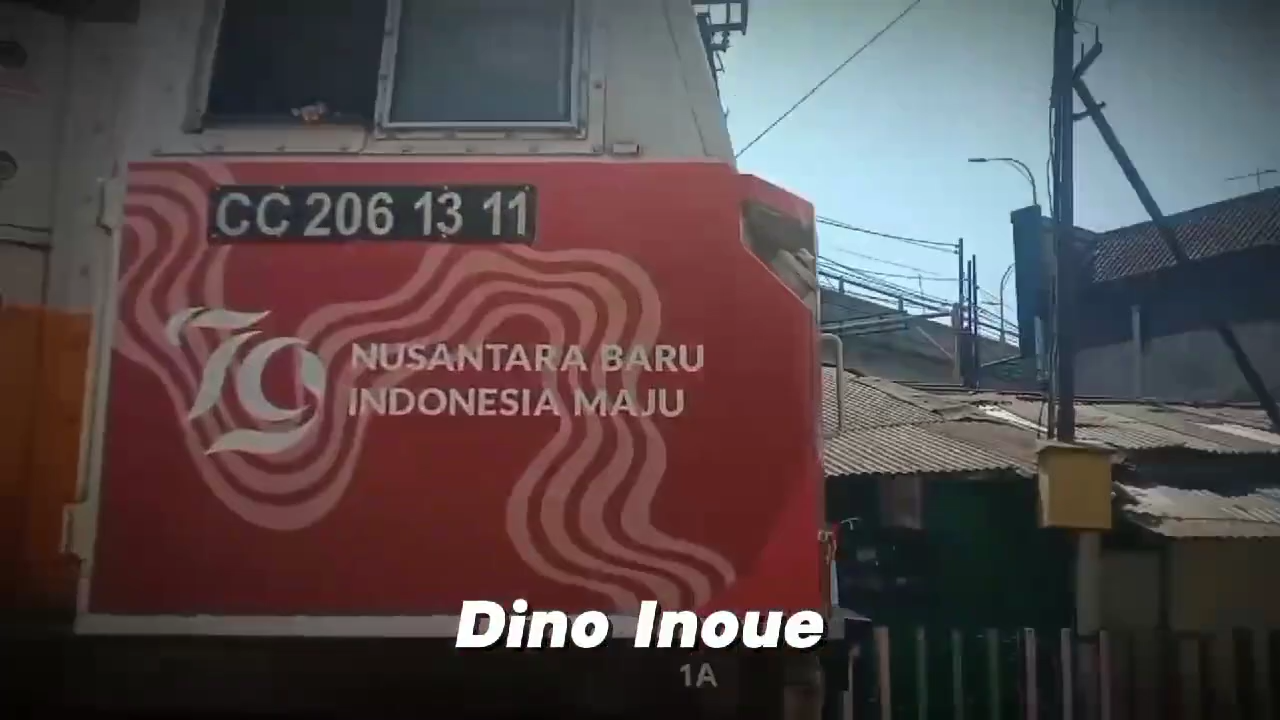 CC 206 13 11
79
NUSANTARA BARU
INDONESIA MAJU
Dino Inoue
1A